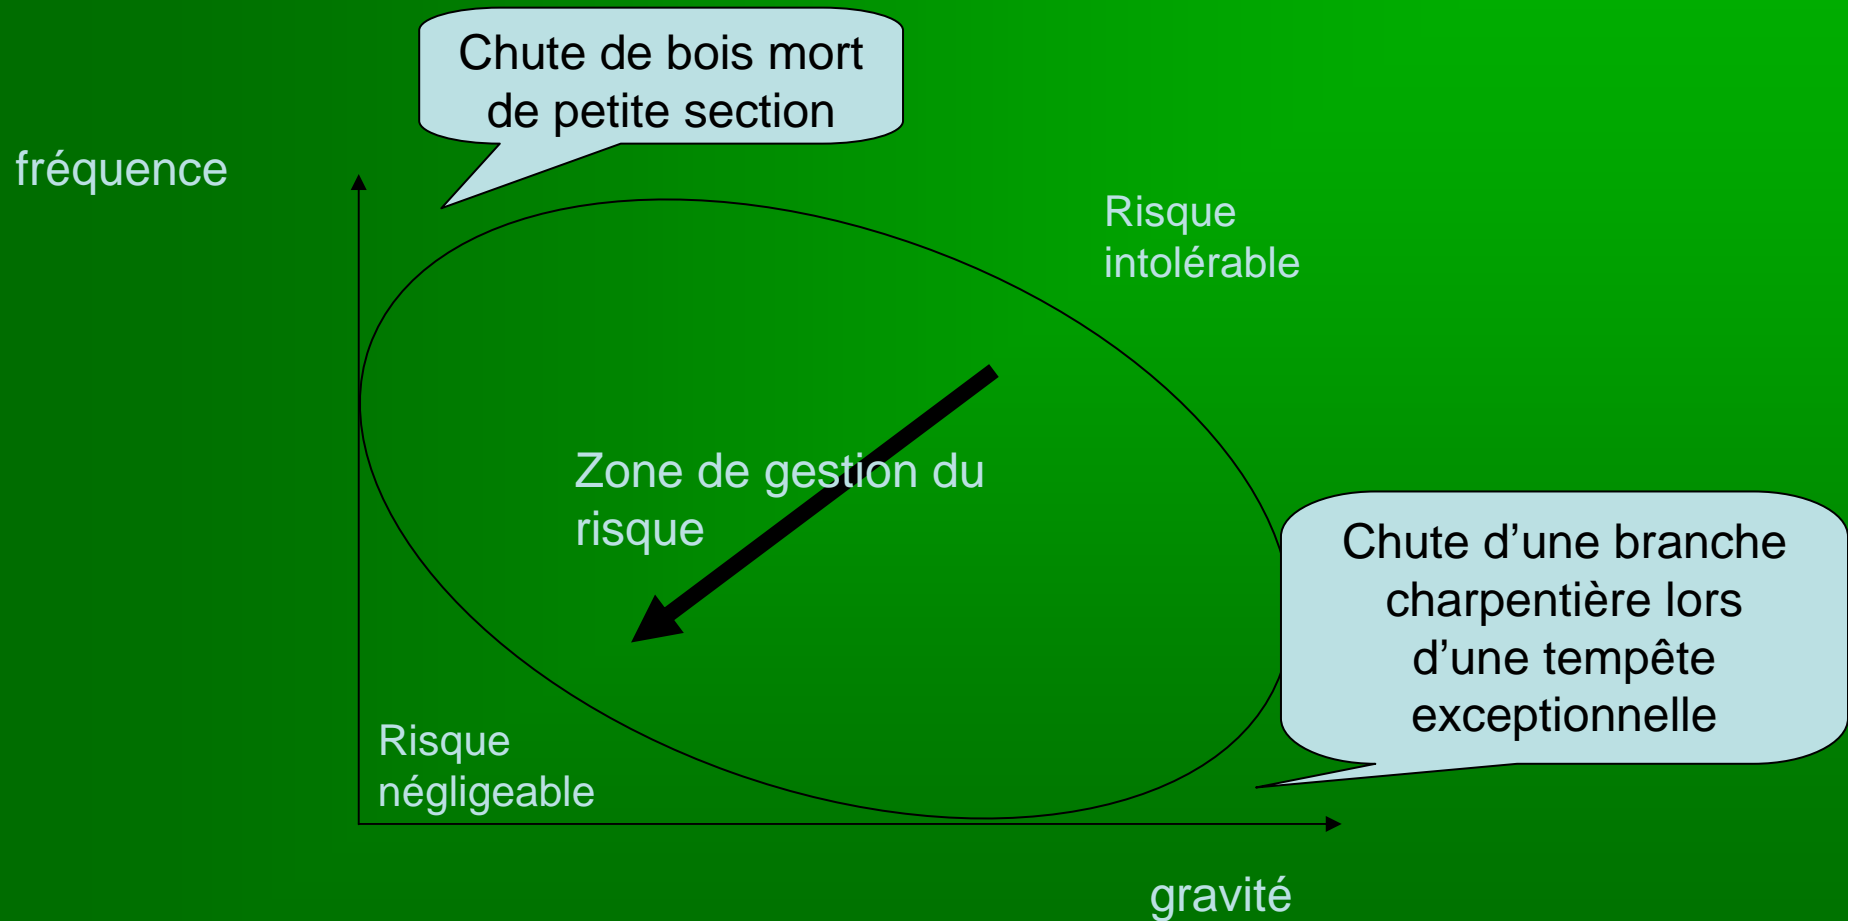 Chute de bois mort
de petite section
fréquence
Risque
intolérable
Zone de gestion du
risque
Chute d’une branche
charpentière lors
d’une tempête
exceptionnelle
Risque
négligeable
gravité